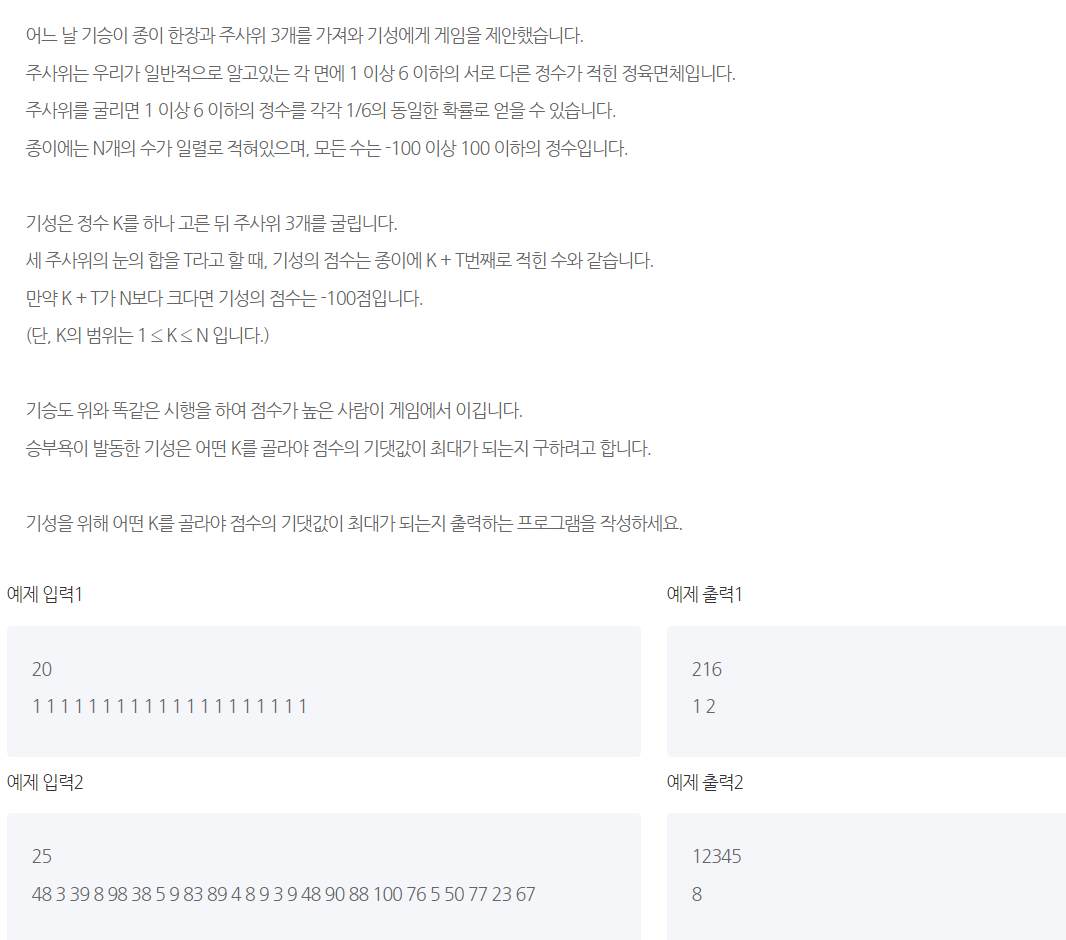 어느 날 기승이 종이 한장과 주사위 3개를 가져와 기성에게 게임을 제안했습니다.
주사위는 우리가 일반적으로 알고있는 각 면에 1 이상 6 이하의 서로 다른 정수가 적힌 정육면체입니다.
주사위를 굴리면 1 이상 6 이하의 정수를 각각 1/6의 동일한 확률로 얻을 수 있습니다.
종이에는 N개의 수가 일렬로 적혀있으며, 모든 수는 -100 이상 100 이하의 정수입니다.
기성은 정수 K를 하나 고른 뒤 주사위 3개를 굴립니다.
세 주사위의 눈의 합을 T라고 할 때, 기성의 점수는 종이에 K + T번째로 적힌 수와 같습니다.
만약 K + T가 N보다 크다면 기성의 점수는 -100점입니다.
(단, K의 범위는 1 ≤ K ≤ N 입니다.)
기승도 위와 똑같은 시행을 하여 점수가 높은 사람이 게임에서 이깁니다.
승부욕이 발동한 기성은 어떤 K를 골라야 점수의 기댓값이 최대가 되는지 구하려고 합니다.
기성을 위해 어떤 K를 골라야 점수의 기댓값이 최대가 되는지 출력하는 프로그램을 작성하세요.
예제 입력1
20
1 1 1 1 1 1 1 1 1 1 1 1 1 1 1 1 1 1 1 1
예제 출력1
216
1 2
예제 입력2
25
48 3 39 8 98 38 5 9 83 89 4 8 9 3 9 48 90 88 100 76 5 50 77 23 67
예제 출력2
12345
8